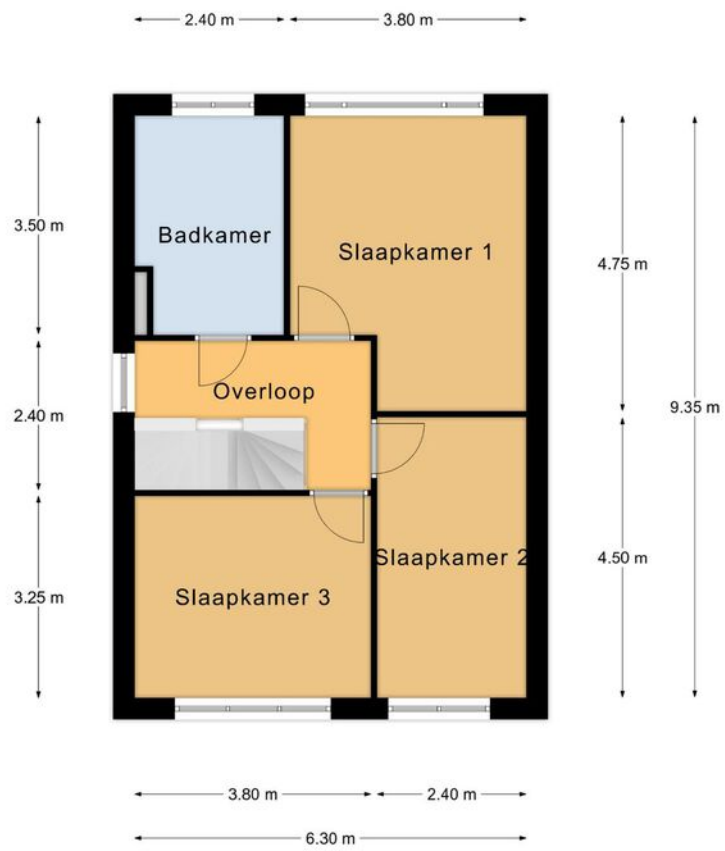 2.40 m
3.80 m
3.50 m
Badkamer
Slaapkamer 1
4.75 m
Overloop
2.40 m
9.35 m
Slaapkamer 2
4.50 m
Slaapkamer 3
3.25 m
3.80 m
2.40 m
6.30 m